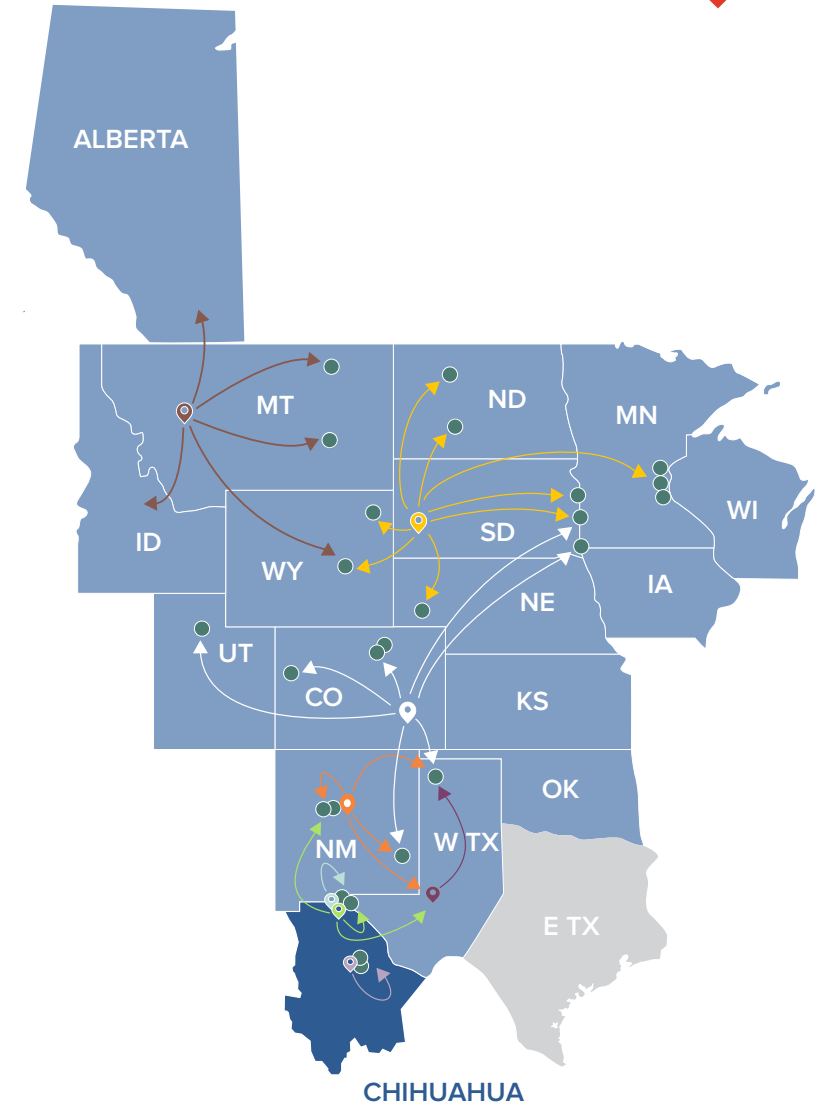 ALBERTA
MT
ND
MN
WI
ID
WY
SD
IA
NE
UT
CO
KS
OK
NM
W TX
E TX
CHIHUAHUA